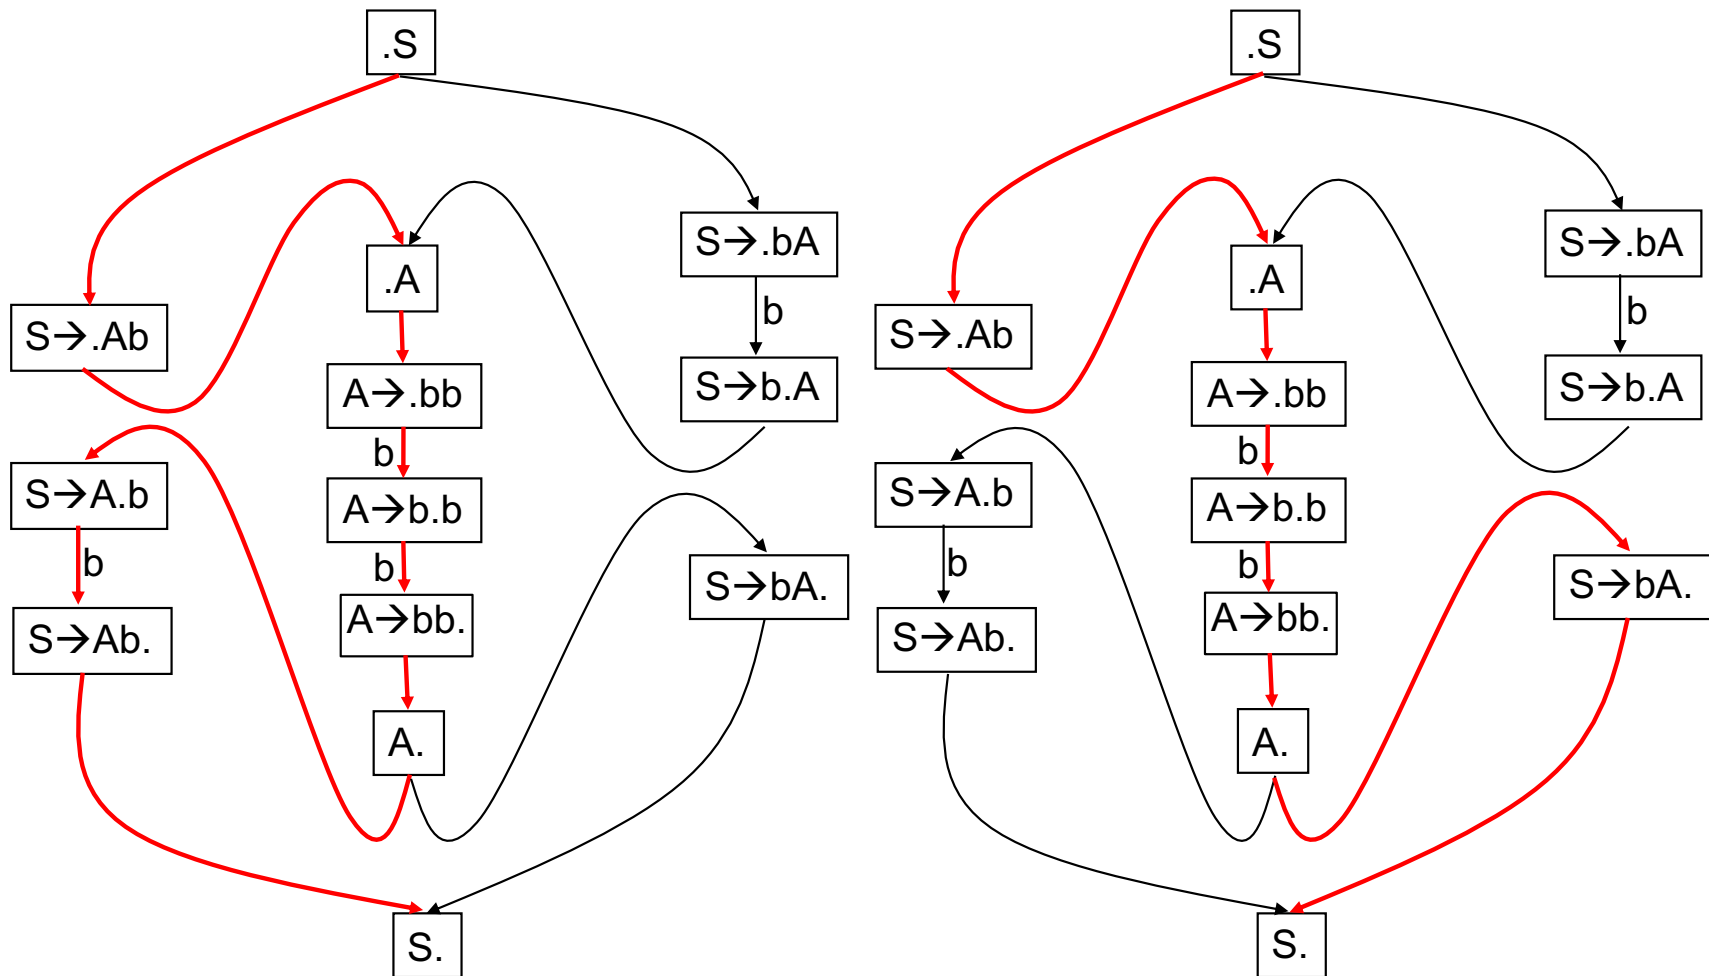 .S
S→.bA
b
.A
S→.Ab
S→b.A
A→.bb
b
S→A.b
A→b.b
b
b
S→bA.
A→bb.
S→Ab.
A.
S.
.S
S→.bA
b
.A
S→.Ab
S→b.A
A→.bb
b
S→A.b
A→b.b
b
b
S→bA.
A→bb.
S→Ab.
A.
S.